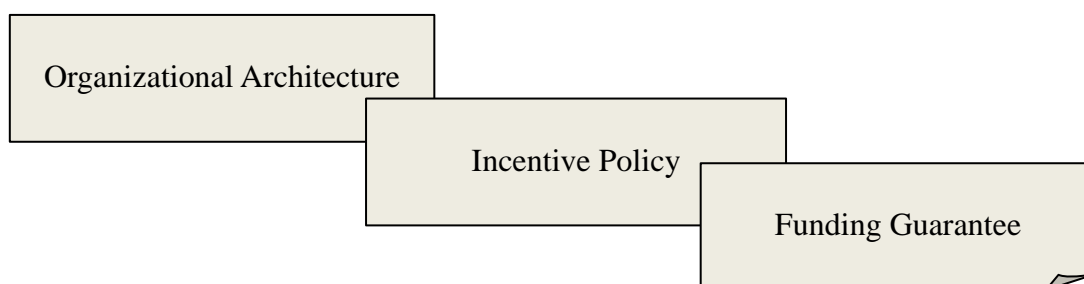 Organizational Architecture
Incentive Policy
Funding Guarantee